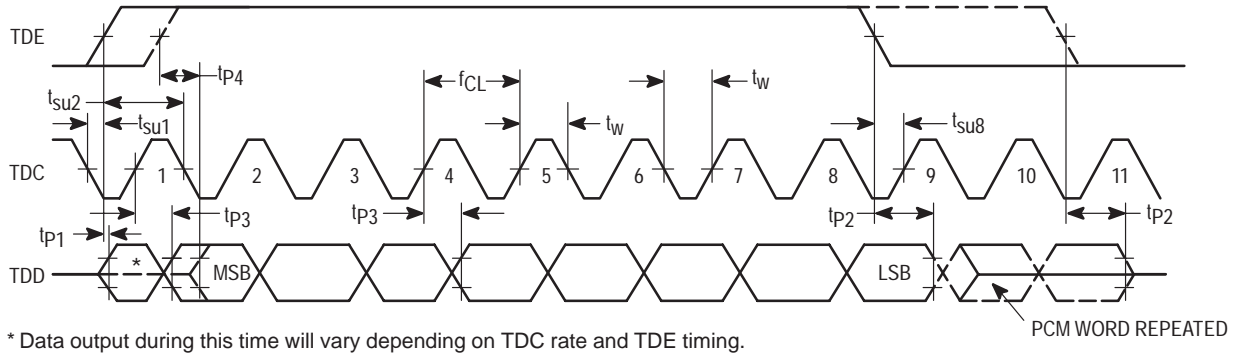 TDE
tP4
tsu2
fCL
tw
tsu1
tw
tsu8
TDC
1 2 3 4 5 6 7 8 9 10 11
tP3
tP3
tP2
tP2
tP1
TDD
* MSB LSB
PCM WORD REPEATED
* Data output during this time will vary depending on TDC rate and TDE timing.